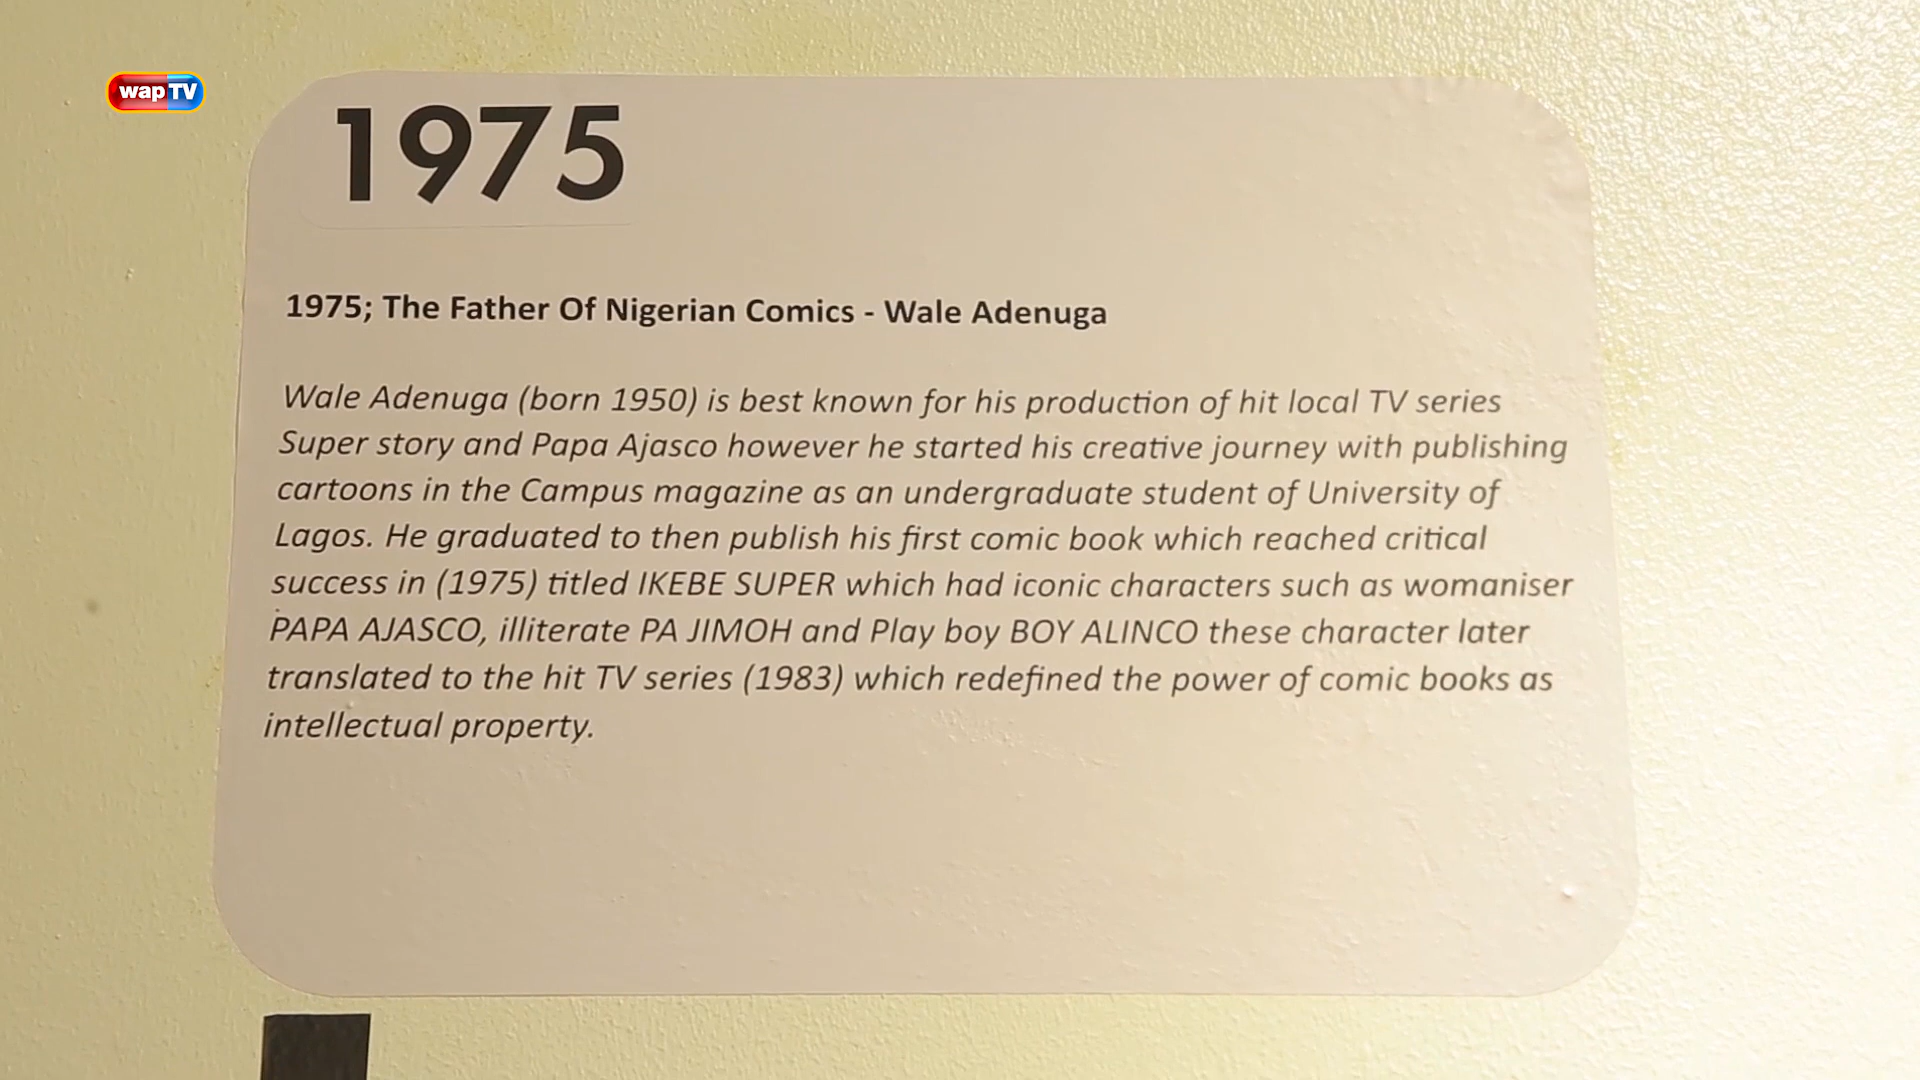 wapTV
1975
1975; The Father Of Nigerian Comics - Wale Adenuga
Wale Adenuga (born 1950) is best known for his production of hit local TV series
Super story and Papa Ajasco however he started his creative journey with publishing
cartoons in the Campus magazine as an undergraduate student of University of
Lagos. He graduated to then publish his first comic book which reached critical
success in (1975) titled IKEBE SUPER which had iconic characters such as womaniser
PAPA AJASCO, illiterate PA JIMOH and Play boy BOY ALINCO these character later
translated to the hit TV series (1983) which redefined the power of comic books as
intellectual property.